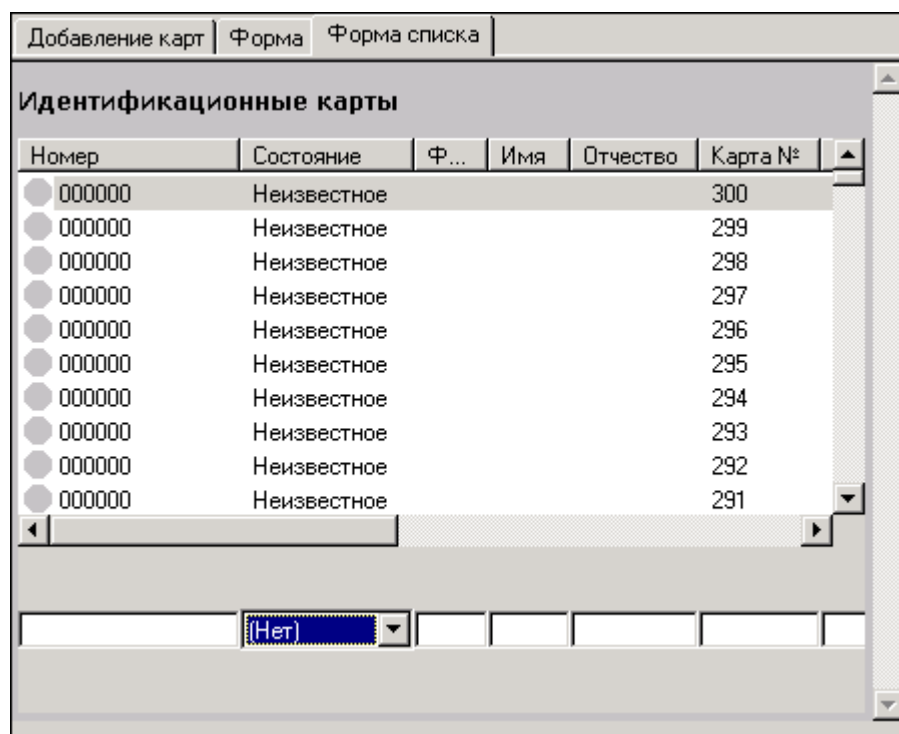 Добавление карт Форма Форма списка
Идентификационные карты
Номер Состояние Ф... Имя Отчество Карта №
000000 Неизвестное 300
000000 Неизвестное 299
000000 Неизвестное 298
000000 Неизвестное 297
000000 Неизвестное 296
000000 Неизвестное 295
000000 Неизвестное 294
000000 Неизвестное 293
000000 Неизвестное 292
000000 Неизвестное 291
(Нет)